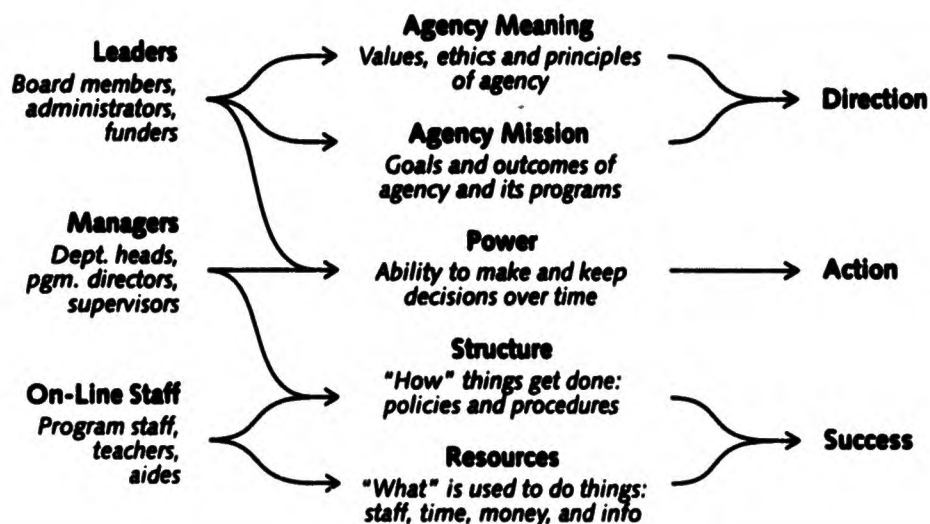 Leaders
Board members,
administrators,
funders
Managers
Dept. heads,
pgm. directors,
supervisors
On-Line Staff
Program staff,
teachers,
aides
Agency Meaning
Values, ethics and principles
of agency
Agency Mission
Goals and outcomes of
agency and its programs
Power
Ability to make and keep
decisions over time
Structure
"How" things get done:
policies and procedures
Resources
"What" is used to do things:
staff, time, money, and info
Direction
Action
Success